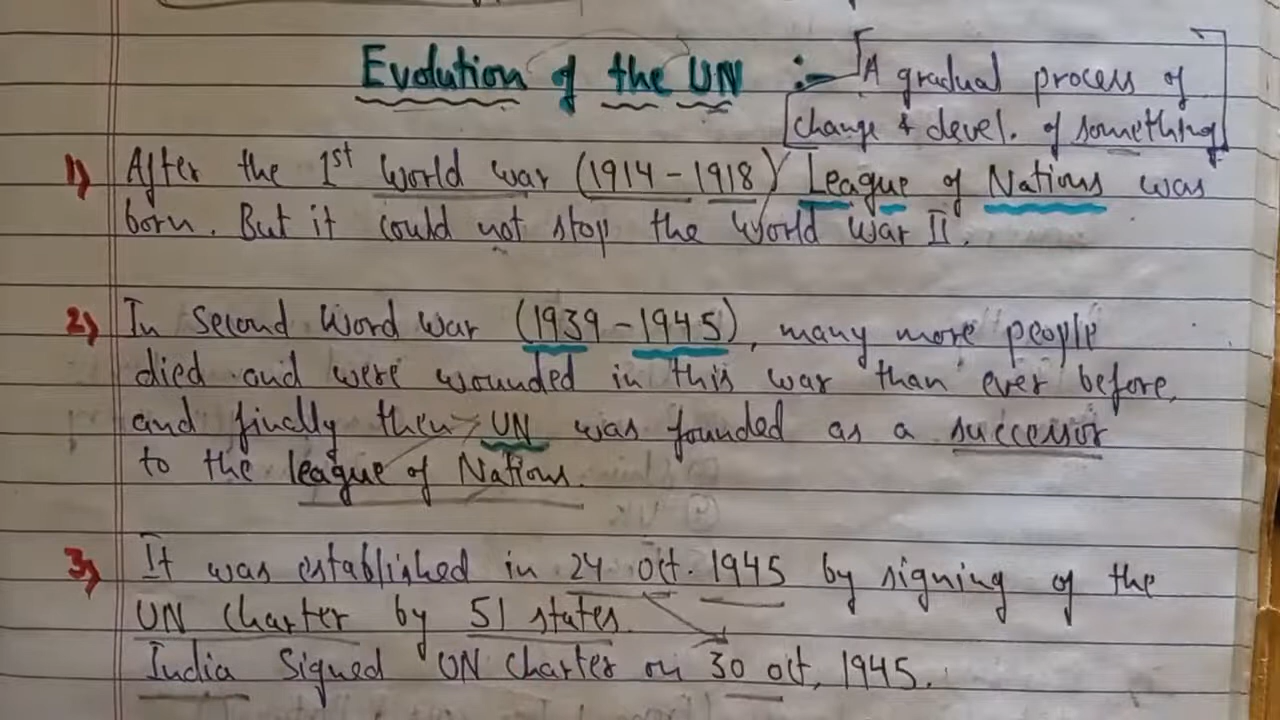 Evolution of the UN :- [A gradual process of
change & devel. of something]
1) After the 1st World war (1914-1918) League of Nations was
born. But it could not stop the World War II.
2) In Second Word War (1939-1945), many more people
died and were wounded in this war than ever before,
and finally then UN was founded as a successor
to the league of Nations.
3) It was established in 24 Oct. 1945 by signing of the
UN Charter by 51 states.
India Signed UN Charter on 30 oct, 1945.